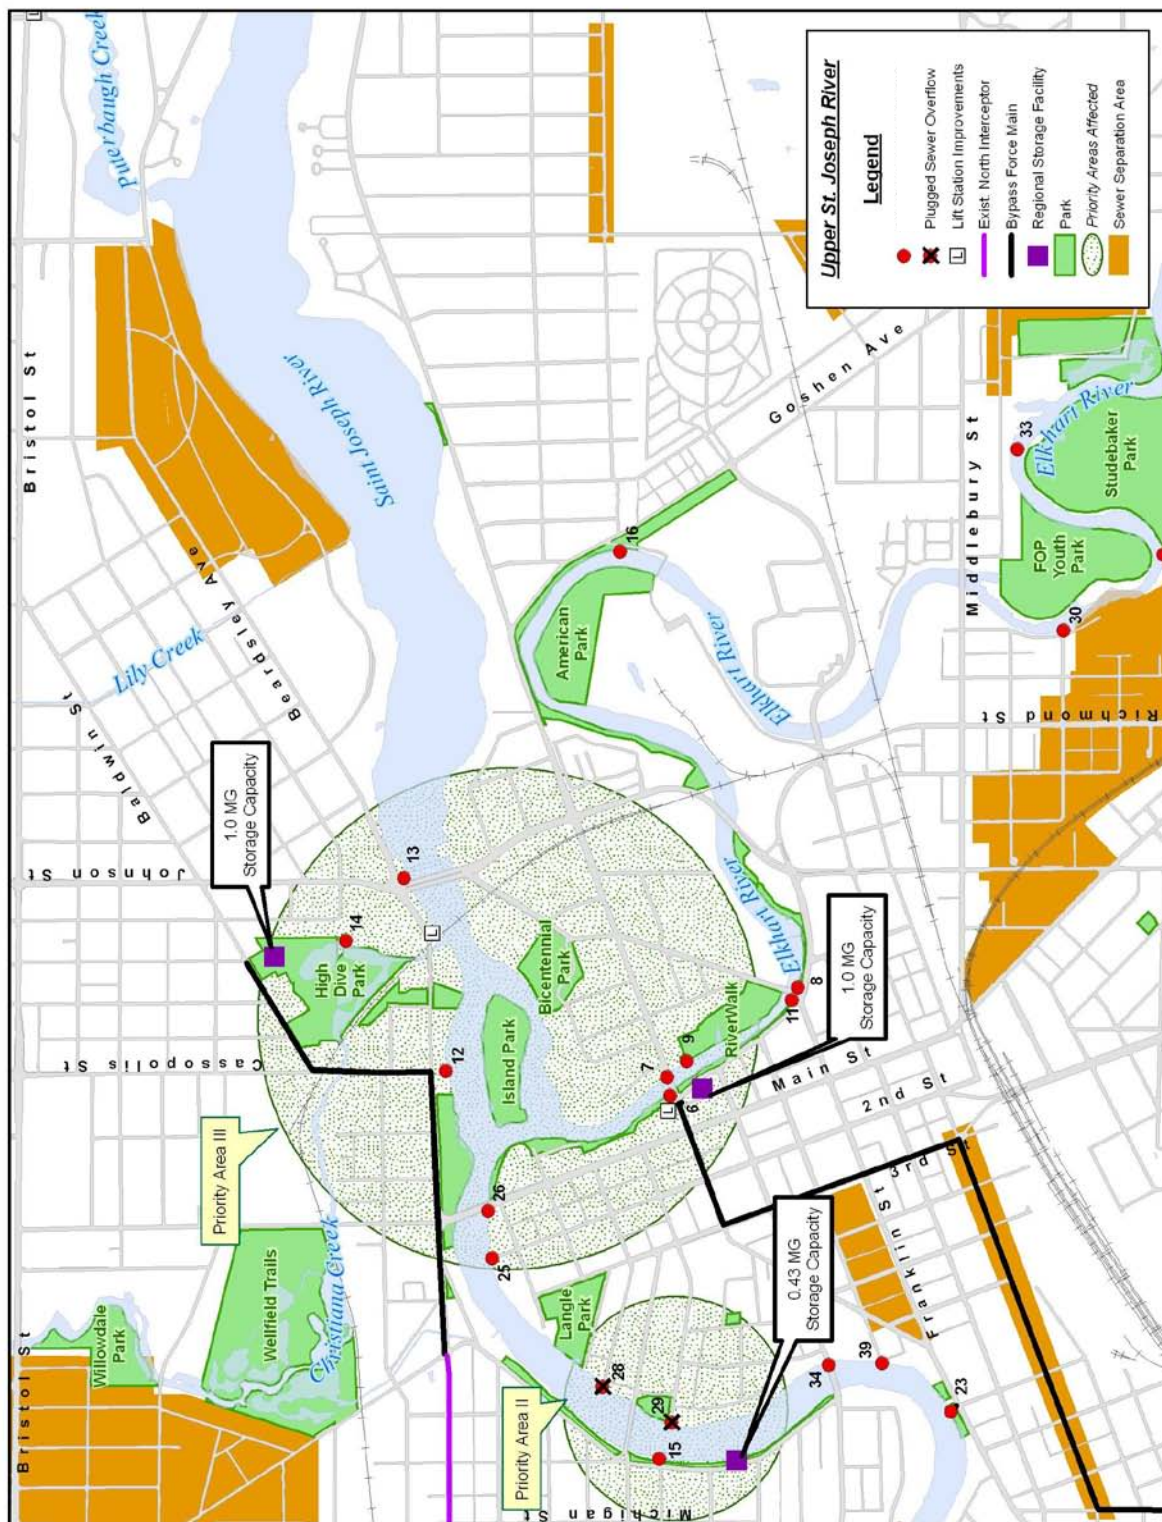 Upper St. Joseph River
Legend
Plugged Sewer Overflow
Lift Station Improvements
Exist. North Interceptor
Bypass Force Main
Regional Storage Facility
Park
Priority Areas Affected
Sewer Separation Area
L
Puterbaugh Creek
Bristol St
Saint Joseph River
Beardsley Ave
Lily Creek
Baldwin St
Johnson St
1.0 MG
Storage Capacity
13
14
High
Dive
Park
L
Cassopolis St
12
Island Park
Bicentennial
Park
Priority Area III
26
25
Bristol St
Willowdale
Park
Wellfield Trails
Christiana Creek
Langle
Park
Priority Area II
28
29
15
Michigan St
0.43 MG
Storage Capacity
34
39
23
Franklin St
3rd St
2nd St
Main St
1.0 MG
Storage Capacity
L
6
7
9
RiverWalk
11
8
Elkhart River
American
Park
16
Elkhart River
Goshen Ave
Middlebury St
33
Elkhart River
Studebaker
Park
FOP
Youth
Park
30
Richmond St